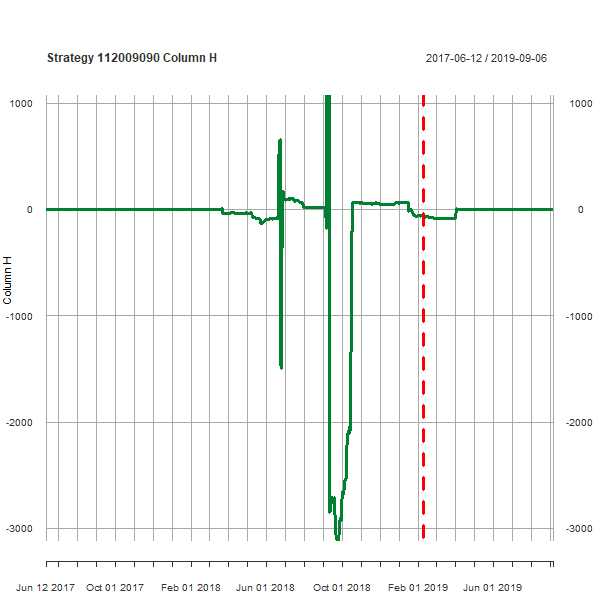 Strategy 112009090 Column H 2017-06-12 / 2019-09-06
1000 1000
0 0
-1000 -1000
-2000 -2000
-3000 -3000
Column H
Jun 12 2017 Oct 01 2017 Feb 01 2018 Jun 01 2018 Oct 01 2018 Feb 01 2019 Jun 01 2019